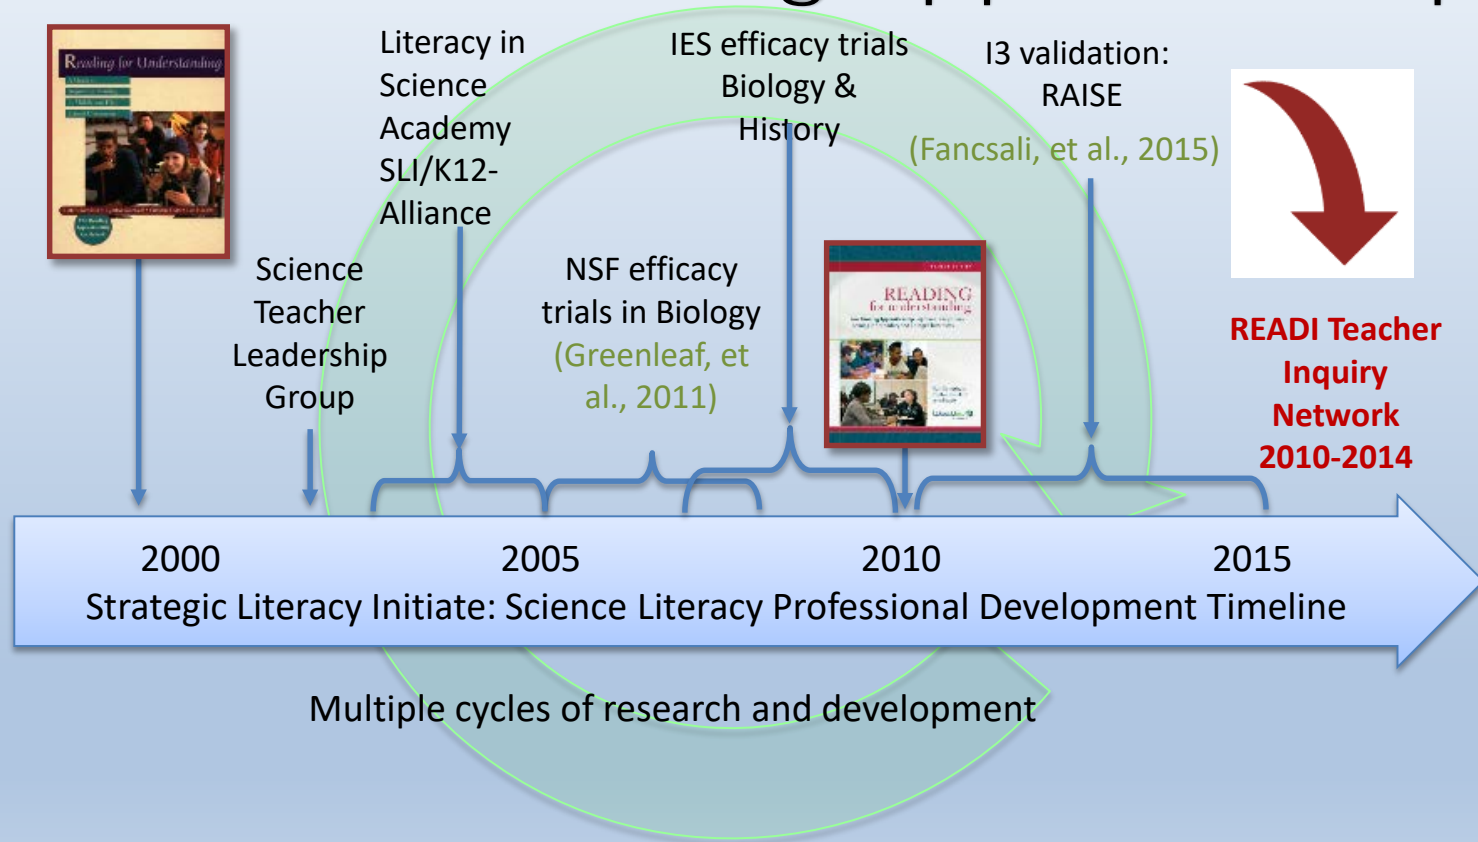 Reading for Understanding
Literacy in
Science
Academy
SLI/K12-
Alliance
IES efficacy trials
Biology &
History
I3 validation:
RAISE
(Fancsali, et al., 2015)
Science
Teacher
Leadership
Group
NSF efficacy
trials in Biology
(Greenleaf, et
al., 2011)
READING
for understanding
READI Teacher
Inquiry
Network
2010-2014
2000 2005 2010 2015
Strategic Literacy Initiate: Science Literacy Professional Development Timeline
Multiple cycles of research and development